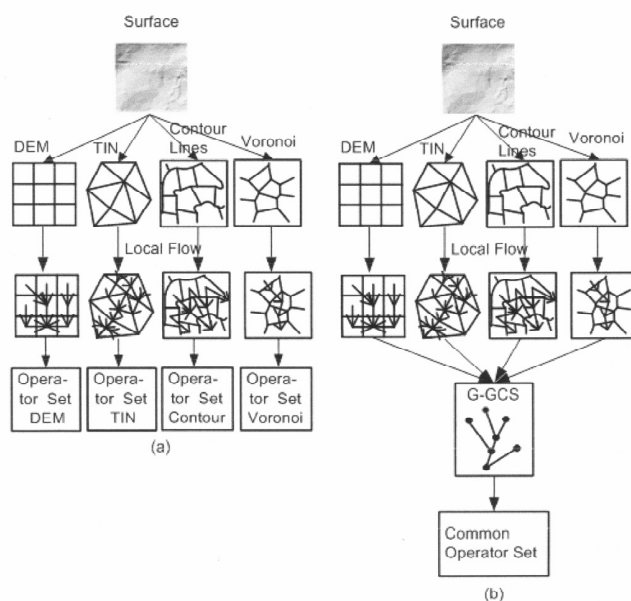 Surface
DEM
TIN
Contour
Lines
Voronoi
Local Flow
Opera-
tor Set
DEM
Opera-
tor Set
TIN
Opera-
tor Set
Contour
Opera-
tor Set
Voronoi
(a)
Surface
DEM
TIN
Contour
Lines
Voronoi
Local Flow
G-GCS
Common
Operator Set
(b)